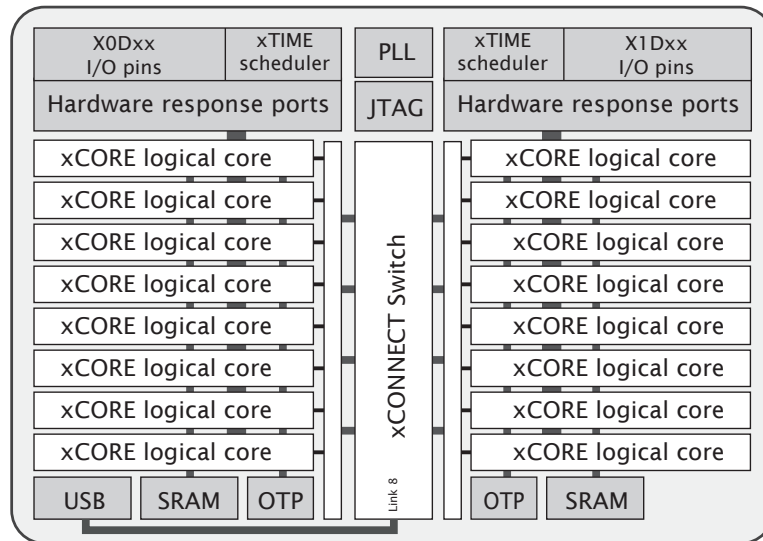 X0Dxx
I/O pins
xTIME
scheduler
PLL
xTIME
scheduler
X1Dxx
I/O pins
Hardware response ports
JTAG
Hardware response ports
xCORE logical core
xCORE logical core
xCORE logical core
xCORE logical core
xCORE logical core
xCORE logical core
xCORE logical core
xCORE logical core
xCONNECT Switch
Link 8
xCORE logical core
xCORE logical core
xCORE logical core
xCORE logical core
xCORE logical core
xCORE logical core
xCORE logical core
xCORE logical core
USB
SRAM
OTP
OTP
SRAM